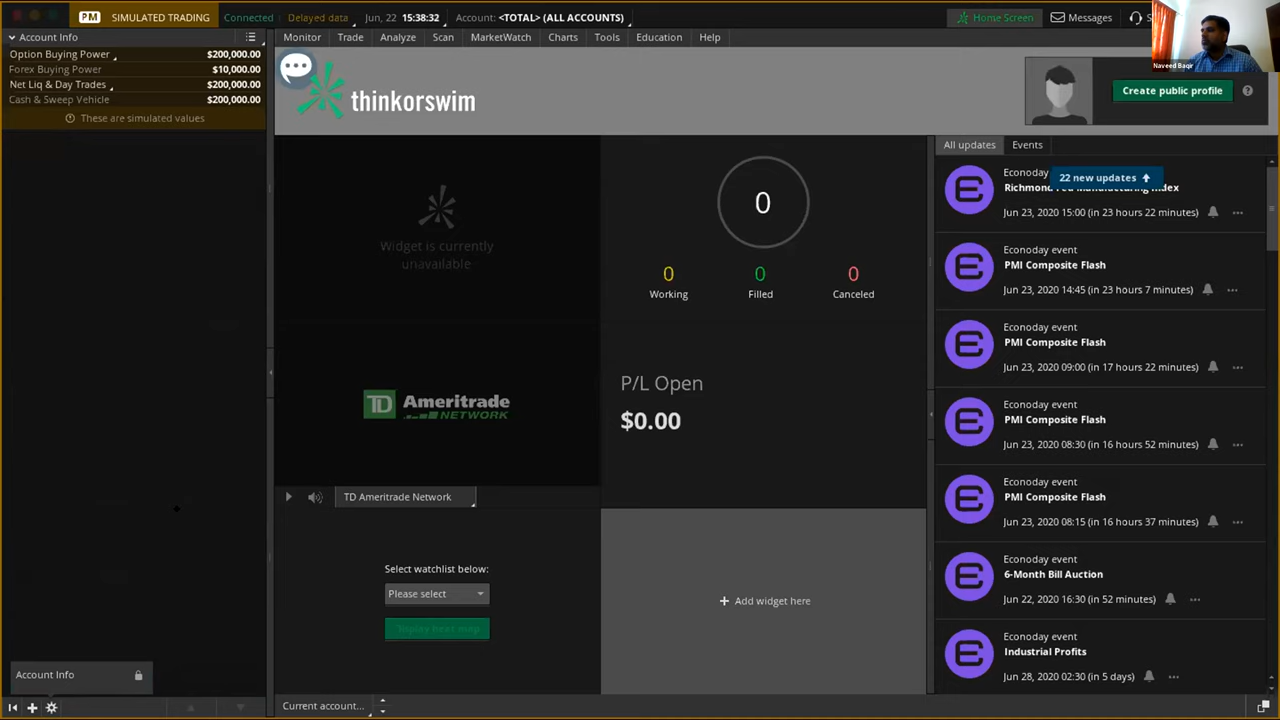 PM SIMULATED TRADING Connected Delayed data Jun, 22 15:38:32 Account: <TOTAL> (ALL ACCOUNTS) Home Screen Messages
Naveed Baqir
Account Info
Monitor Trade Analyze Scan MarketWatch Charts Tools Education Help
Option Buying Power $200,000.00
Forex Buying Power $10,000.00
Net Liq & Day Trades $200,000.00
Cash & Sweep Vehicle $200,000.00
These are simulated values
thinkorswim
Create public profile
Widget is currently
unavailable
0
0 0 0
Working Filled Canceled
TD Ameritrade
NETWORK
P/L Open
$0.00
TD Ameritrade Network
Select watchlist below:
Please select
Display heat map
+ Add widget here
All updates Events
22 new updates
Econoday
Richmond Fed Manufacturing Index
Jun 23, 2020 15:00 (in 23 hours 22 minutes)
Econoday event
PMI Composite Flash
Jun 23, 2020 14:45 (in 23 hours 7 minutes)
Econoday event
PMI Composite Flash
Jun 23, 2020 09:00 (in 17 hours 22 minutes)
Econoday event
PMI Composite Flash
Jun 23, 2020 08:30 (in 16 hours 52 minutes)
Econoday event
PMI Composite Flash
Jun 23, 2020 08:15 (in 16 hours 37 minutes)
Econoday event
6-Month Bill Auction
Jun 22, 2020 16:30 (in 52 minutes)
Econoday event
Industrial Profits
Jun 28, 2020 02:30 (in 5 days)
Account Info
Current account...